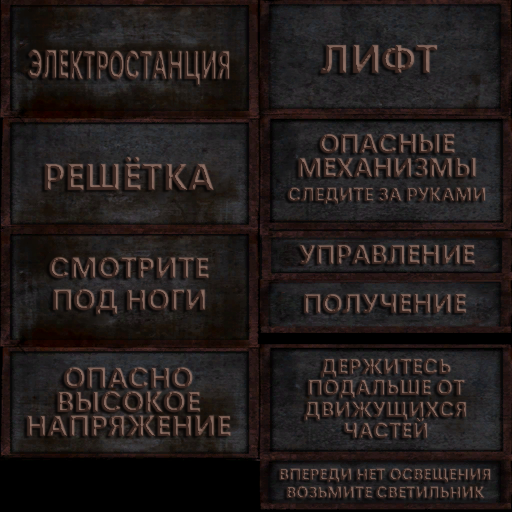 ЭЛЕКТРОСТАНЦИЯ
ЛИФТ
РЕШЁТКА
ОПАСНЫЕ
МЕХАНИЗМЫ
СЛЕДИТЕ ЗА РУКАМИ
СМОТРИТЕ
ПОД НОГИ
УПРАВЛЕНИЕ
ПОЛУЧЕНИЕ
ОПАСНО
ВЫСОКОЕ
НАПРЯЖЕНИЕ
ДЕРЖИТЕСЬ
ПОДАЛЬШЕ ОТ
ДВИЖУЩИХСЯ
ЧАСТЕЙ
ВПЕРЕДИ НЕТ ОСВЕЩЕНИЯ
ВОЗЬМИТЕ СВЕТИЛЬНИК